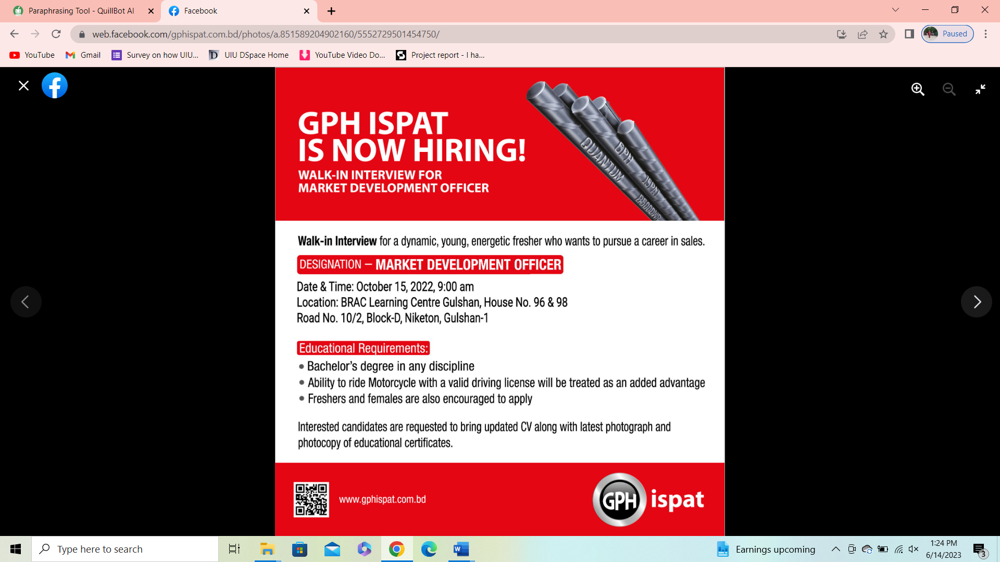 Paraphrasing Tool - QuillBot AI
Facebook
web.facebook.com/gphispat.com.bd/photos/a.851589204902160/5552729501454750/
Paused
YouTube
Gmail
Survey on how UIU...
UIU DSpace Home
YouTube Video Do...
Project report - I ha...
GPH ISPAT
IS NOW HIRING!
WALK-IN INTERVIEW FOR
MARKET DEVELOPMENT OFFICER
QUANTUM
GPH ISPAT
Walk-in Interview for a dynamic, young, energetic fresher who wants to pursue a career in sales.
DESIGNATION – MARKET DEVELOPMENT OFFICER
Date & Time: October 15, 2022, 9:00 am
Location: BRAC Learning Centre Gulshan, House No. 96 & 98
Road No. 10/2, Block-D, Niketon, Gulshan-1
Educational Requirements:
• Bachelor's degree in any discipline
• Ability to ride Motorcycle with a valid driving license will be treated as an added advantage
• Freshers and females are also encouraged to apply
Interested candidates are requested to bring updated CV along with latest photograph and
photocopy of educational certificates.
www.gphispat.com.bd
GPH ispat
Type here to search
Earnings upcoming
1:24 PM
6/14/2023
3